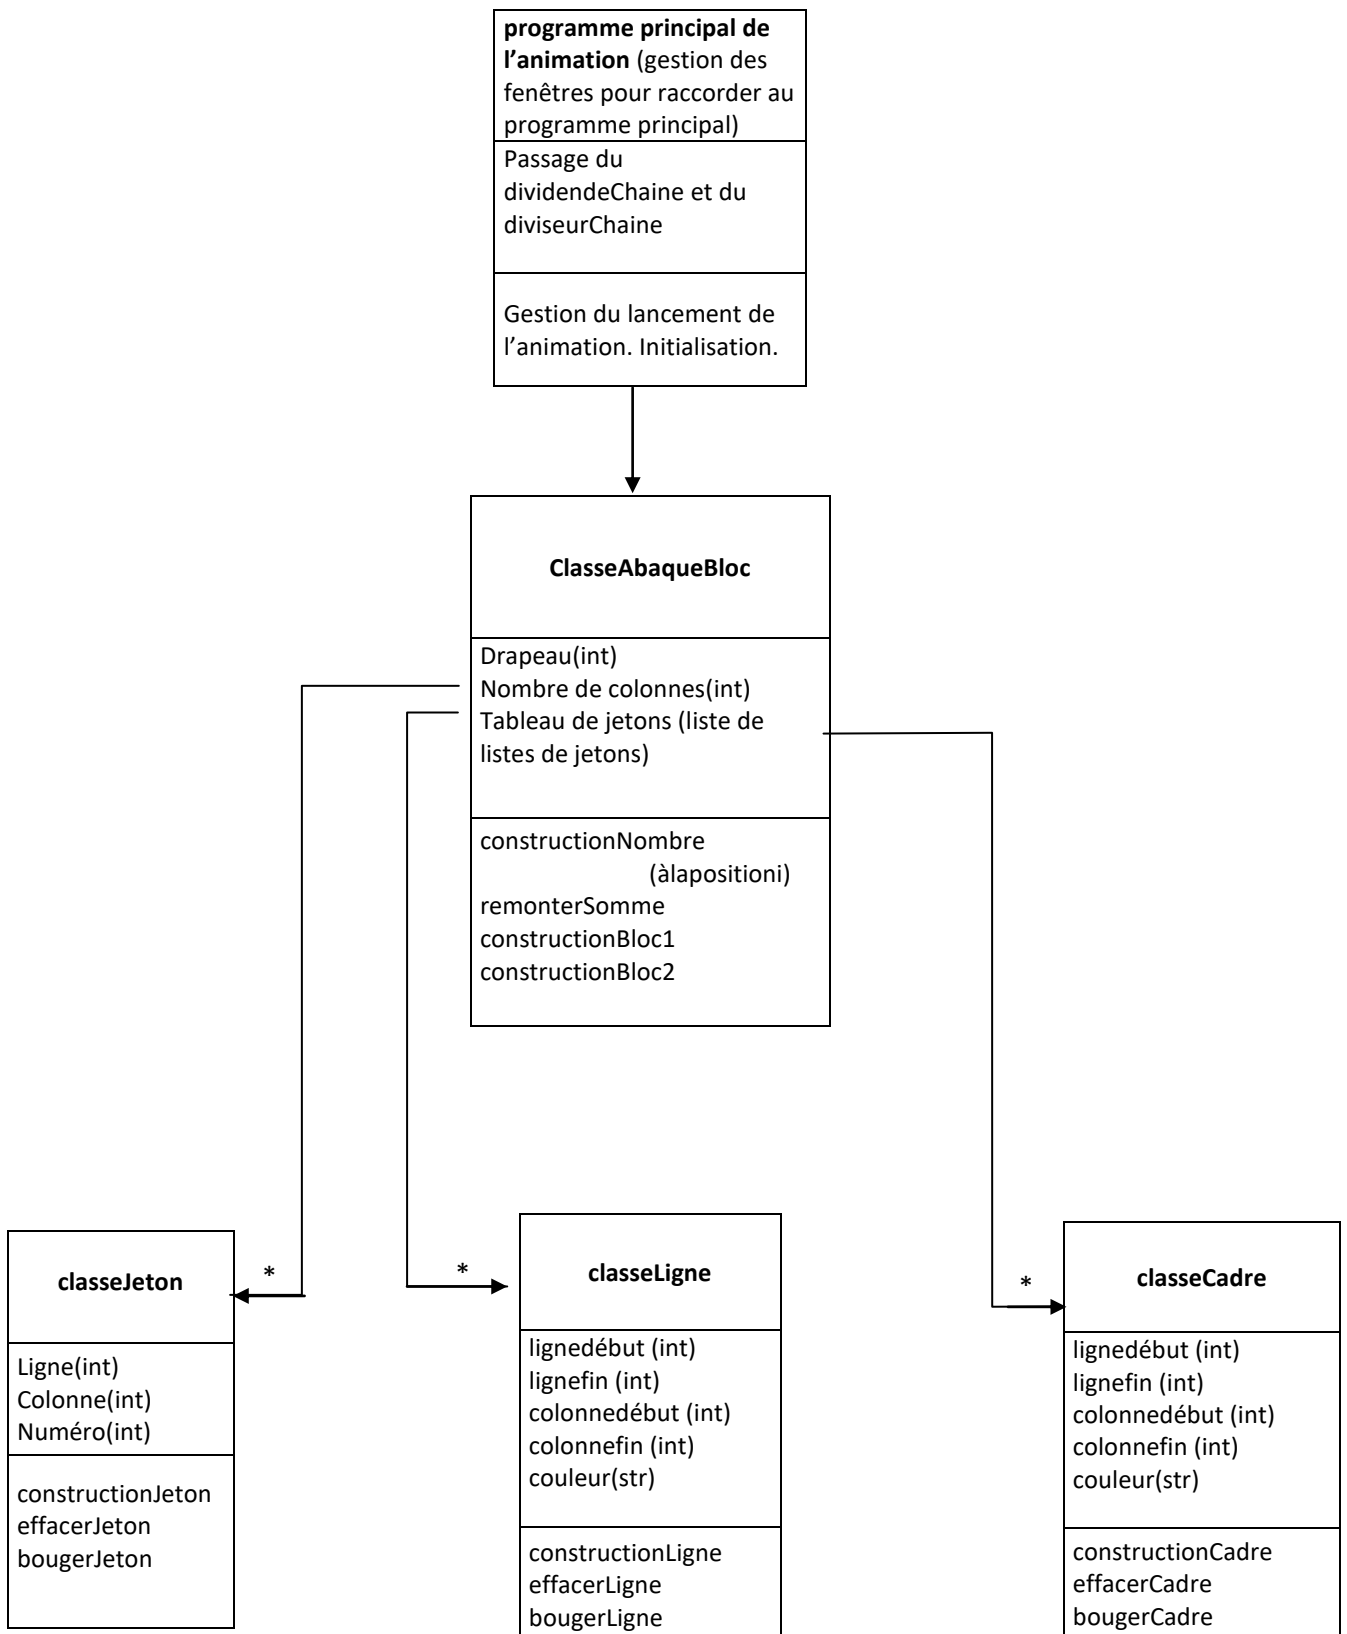 programme principal de
l’animation (gestion des
fenêtres pour raccorder au
programme principal)
Passage du
dividendeChaine et du
diviseurChaine
Gestion du lancement de
l’animation. Initialisation.
ClasseAbaqueBloc
Drapeau(int)
Nombre de colonnes(int)
Tableau de jetons (liste de
listes de jetons)
constructionNombre
(àlapositioni)
remonterSomme
constructionBloc1
constructionBloc2
*
classeJeton
Ligne(int)
Colonne(int)
Numéro(int)
constructionJeton
effacerJeton
bougerJeton
*
classeLigne
lignedébut (int)
lignefin (int)
colonnedébut (int)
colonnefin (int)
couleur(str)
constructionLigne
effacerLigne
bougerLigne
*
classeCadre
lignedébut (int)
lignefin (int)
colonnedébut (int)
colonnefin (int)
couleur(str)
constructionCadre
effacerCadre
bougerCadre